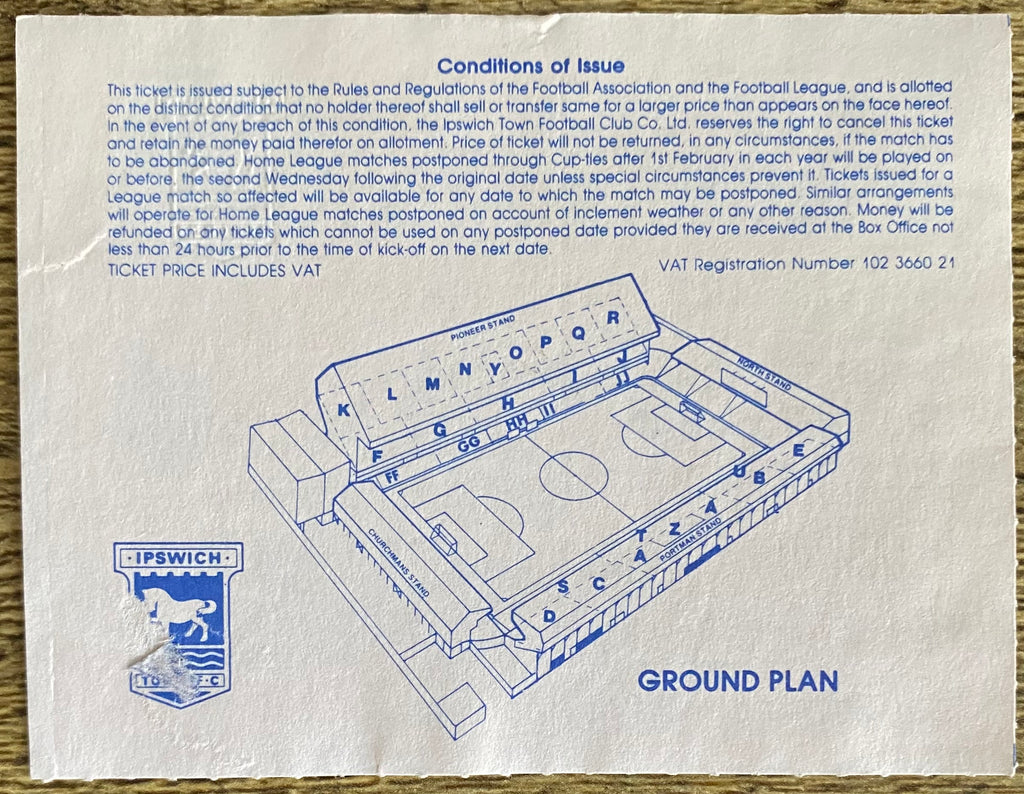 Conditions of Issue
This ticket is issued subject to the Rules and Regulations of the Football Association and the Football League, and is allotted
on the distinct condition that no holder thereof shall sell or transfer same for a larger price than appears on the face hereof.
In the event of any breach of this condition, the Ipswich Town Football Club Co. Ltd. reserves the right to cancel this ticket
and retain the money paid therefor on allotment. Price of ticket will not be returned, in any circumstances, if the match has
to be abandoned. Home League matches postponed through Cup-ties after 1st February in each year will be played on
or before, the second Wednesday following the original date unless special circumstances prevent it. Tickets issued for a
League match so affected will be available for any date to which the match may be postponed. Similar arrangements
will operate for Home League matches postponed on account of inclement weather or any other reason. Money will be
refunded on any tickets which cannot be used on any postponed date provided they are received at the Box Office not
less than 24 hours prior to the time of kick-off on the next date.
TICKET PRICE INCLUDES VAT
VAT Registration Number 102 3660 21
PIONEER STAND
K L M N Y O P Q R
F G H I J
FF GG HH II JJ
NORTH STAND
CHURCHMANS STAND
D S C A T Z A U B E
PORTMAN STAND
· IPSWICH ·
F·C
GROUND PLAN